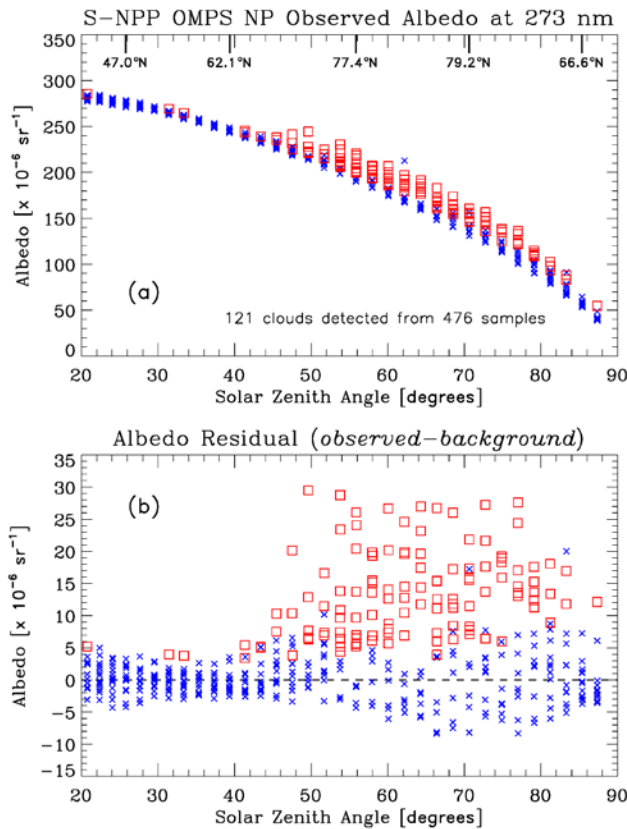 S-NPP OMPS NP Observed Albedo at 273 nm
47.0°N 62.1°N 77.4°N 79.2°N 66.6°N
350
300
250
200
150
100
50
0
Albedo [x 10⁻⁶ sr⁻¹]
(a)
121 clouds detected from 476 samples
20 30 40 50 60 70 80 90
Solar Zenith Angle [degrees]
Albedo Residual (observed-background)
35
30
25
20
15
10
5
0
-5
-10
-15
Albedo [x 10⁻⁶ sr⁻¹]
(b)
20 30 40 50 60 70 80 90
Solar Zenith Angle [degrees]